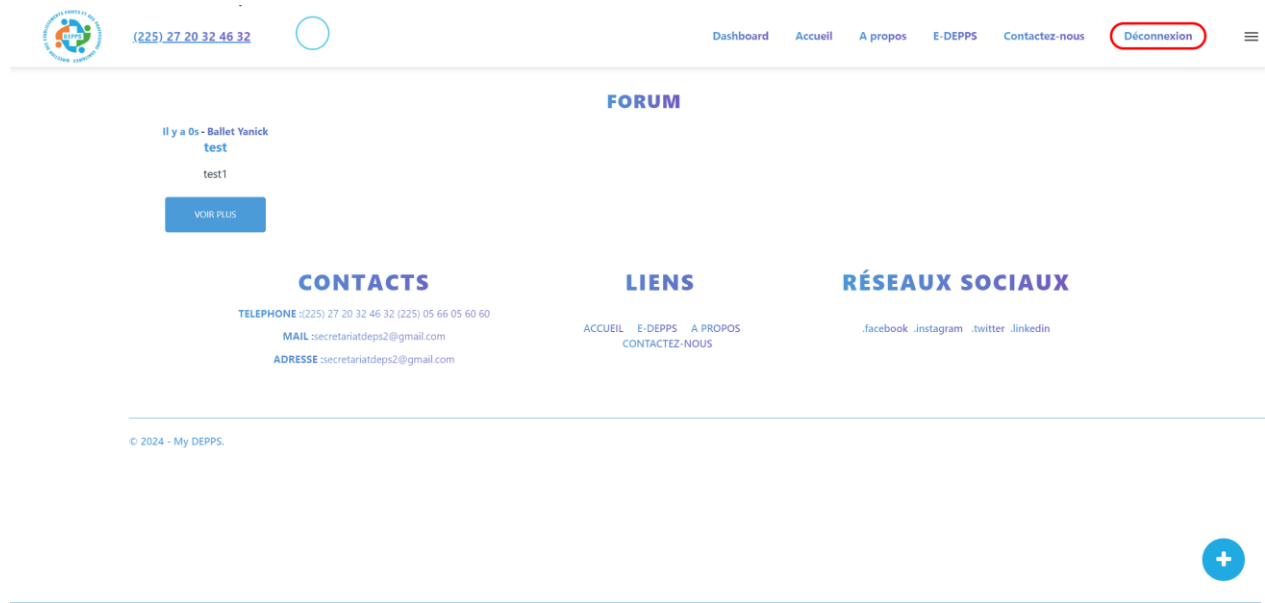 DEPPS
(225) 27 20 32 46 32
Dashboard Accueil A propos E-DEPPS Contactez-nous Déconnexion
FORUM
Il y a 0s - Ballet Yanick
test
test1
VOIR PLUS
CONTACTS
TELEPHONE :(225) 27 20 32 46 32 (225) 05 66 05 60 60
MAIL :secretariatdeps2@gmail.com
ADRESSE :secretariatdeps2@gmail.com
LIENS
ACCUEIL E-DEPPS A PROPOS
CONTACTEZ-NOUS
RÉSEAUX SOCIAUX
.facebook .instagram .twitter .linkedin
© 2024 - My DEPPS.